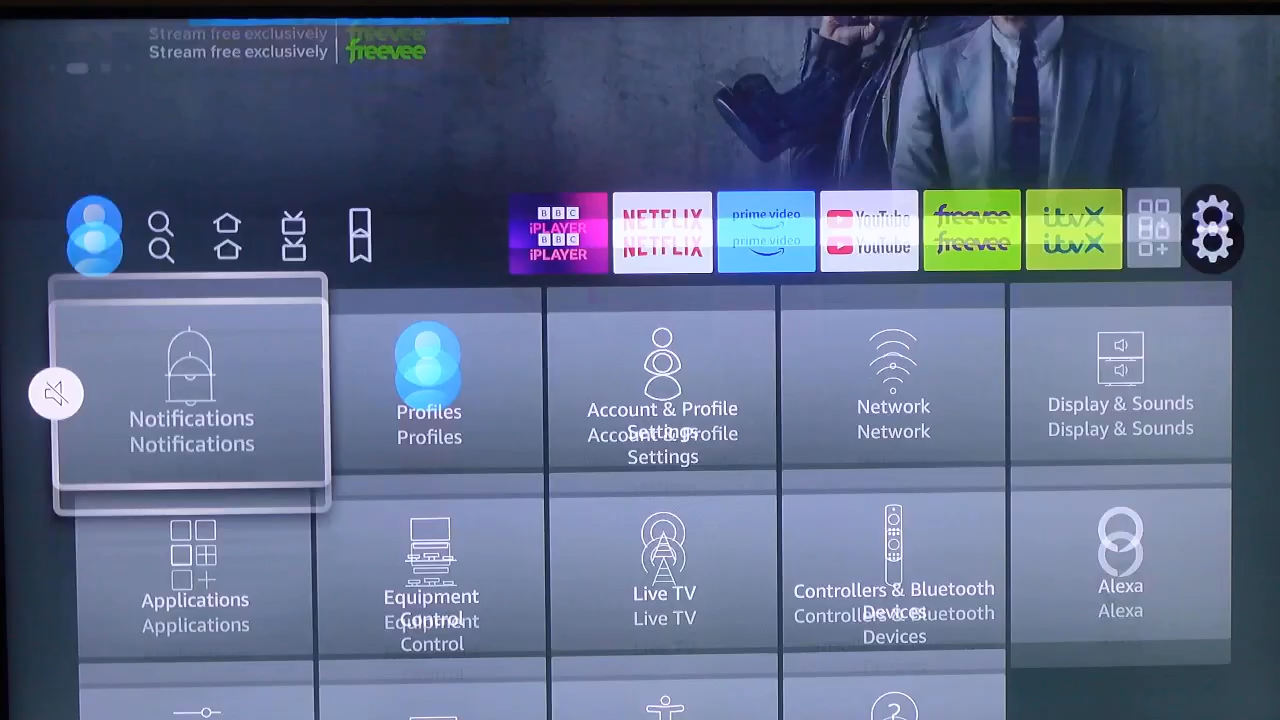 Stream free exclusively freevee
Stream free exclusively freevee
BBC iPLAYER
BBC iPLAYER
NETFLIX
NETFLIX
prime video
prime video
YouTube
YouTube
freevee
freevee
itvX
itvX
Notifications
Notifications
Profiles
Profiles
Account & Profile
Settings
Account & Profile
Settings
Network
Network
Display & Sounds
Display & Sounds
Applications
Applications
Equipment
Control
Equipment
Control
Live TV
Live TV
Controllers & Bluetooth
Devices
Controllers & Bluetooth
Devices
Alexa
Alexa
?